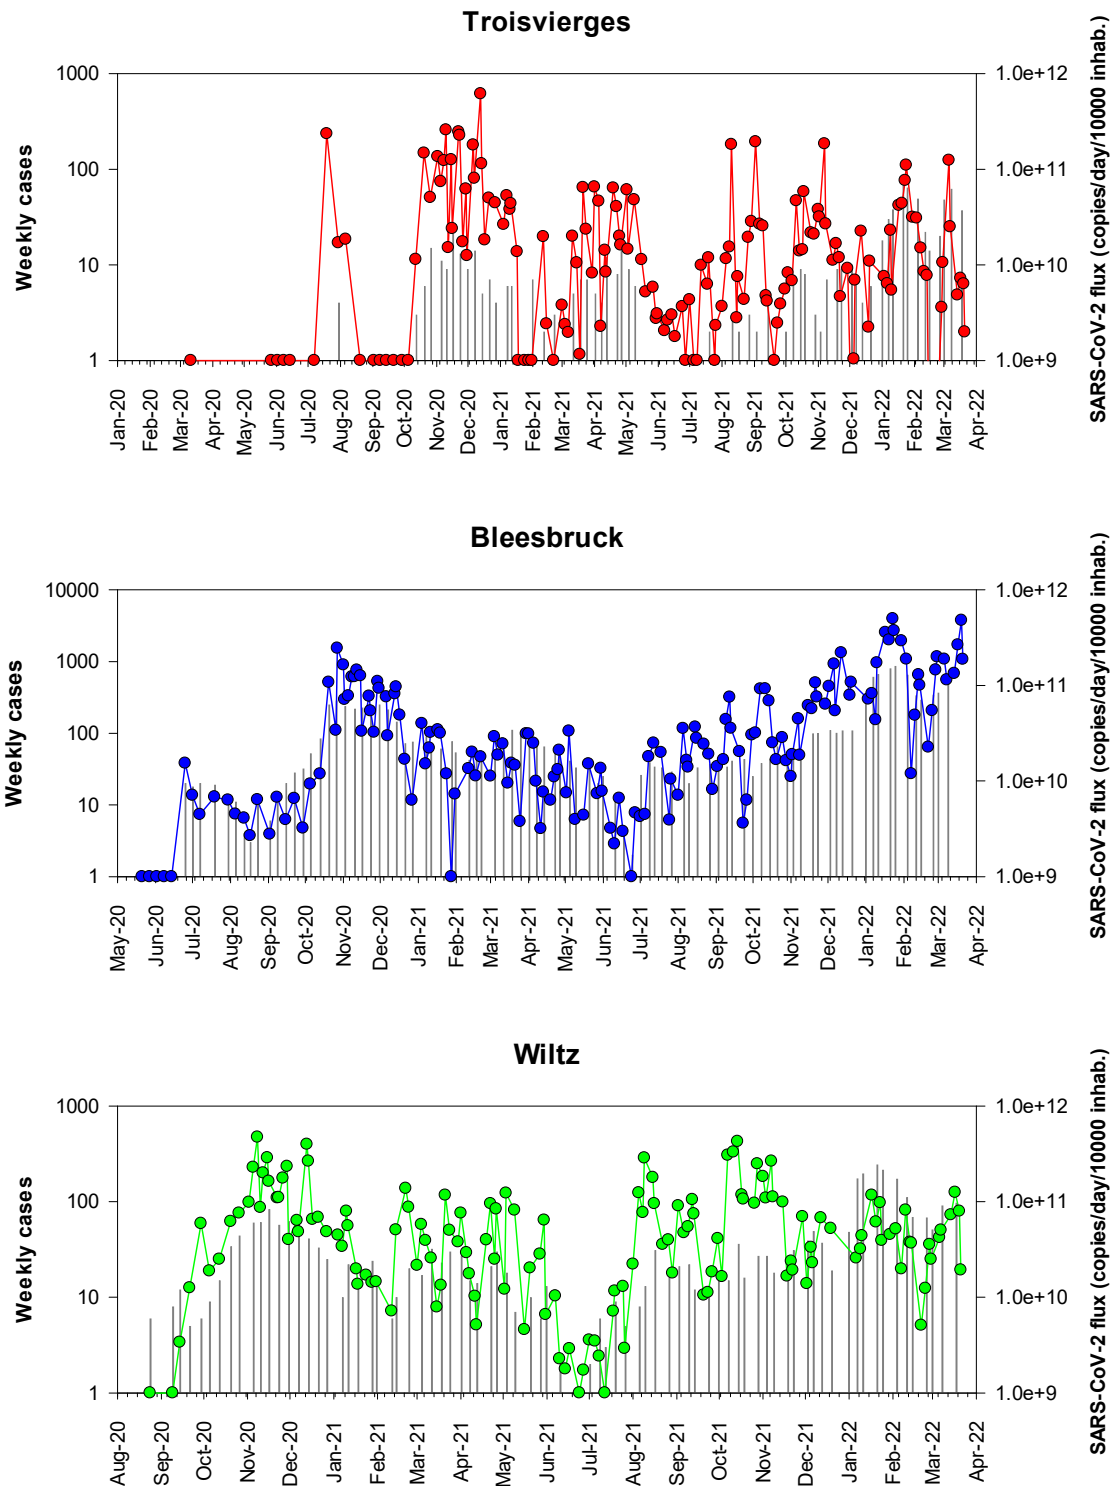 Troisvierges
Weekly cases
SARS-CoV-2 flux (copies/day/10000 inhab.)
1000
100
10
1
1.0e+12
1.0e+11
1.0e+10
1.0e+9
Jan-20
Feb-20
Mar-20
Apr-20
May-20
Jun-20
Jul-20
Aug-20
Sep-20
Oct-20
Nov-20
Dec-20
Jan-21
Feb-21
Mar-21
Apr-21
May-21
Jun-21
Jul-21
Aug-21
Sep-21
Oct-21
Nov-21
Dec-21
Jan-22
Feb-22
Mar-22
Apr-22
Bleesbruck
Weekly cases
SARS-CoV-2 flux (copies/day/10000 inhab.)
10000
1000
100
10
1
1.0e+12
1.0e+11
1.0e+10
1.0e+9
May-20
Jun-20
Jul-20
Aug-20
Sep-20
Oct-20
Nov-20
Dec-20
Jan-21
Feb-21
Mar-21
Apr-21
May-21
Jun-21
Jul-21
Aug-21
Sep-21
Oct-21
Nov-21
Dec-21
Jan-22
Feb-22
Mar-22
Apr-22
Wiltz
Weekly cases
SARS-CoV-2 flux (copies/day/10000 inhab.)
1000
100
10
1
1.0e+12
1.0e+11
1.0e+10
1.0e+9
Aug-20
Sep-20
Oct-20
Nov-20
Dec-20
Jan-21
Feb-21
Mar-21
Apr-21
May-21
Jun-21
Jul-21
Aug-21
Sep-21
Oct-21
Nov-21
Dec-21
Jan-22
Feb-22
Mar-22
Apr-22